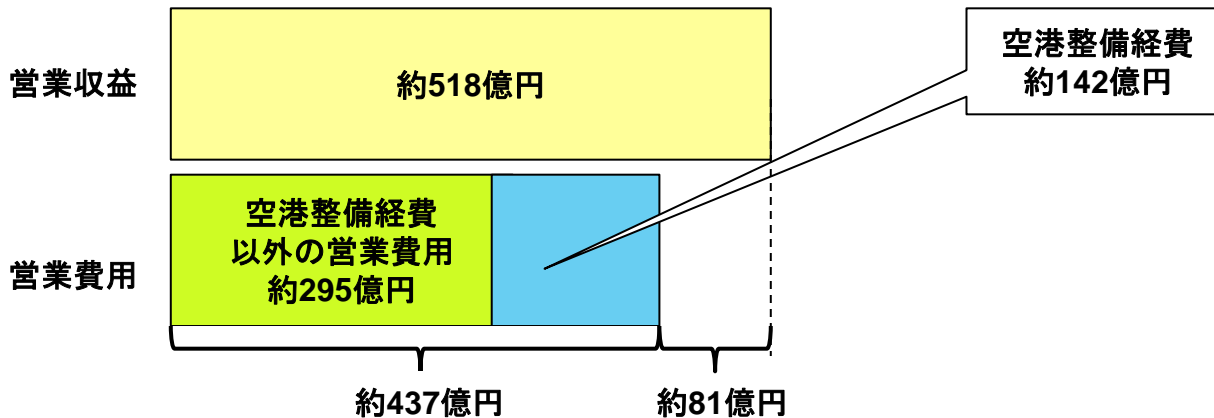 営業収益
約518億円
空港整備経費
約142億円
営業費用
空港整備経費
以外の営業費用
約295億円
約437億円
約81億円